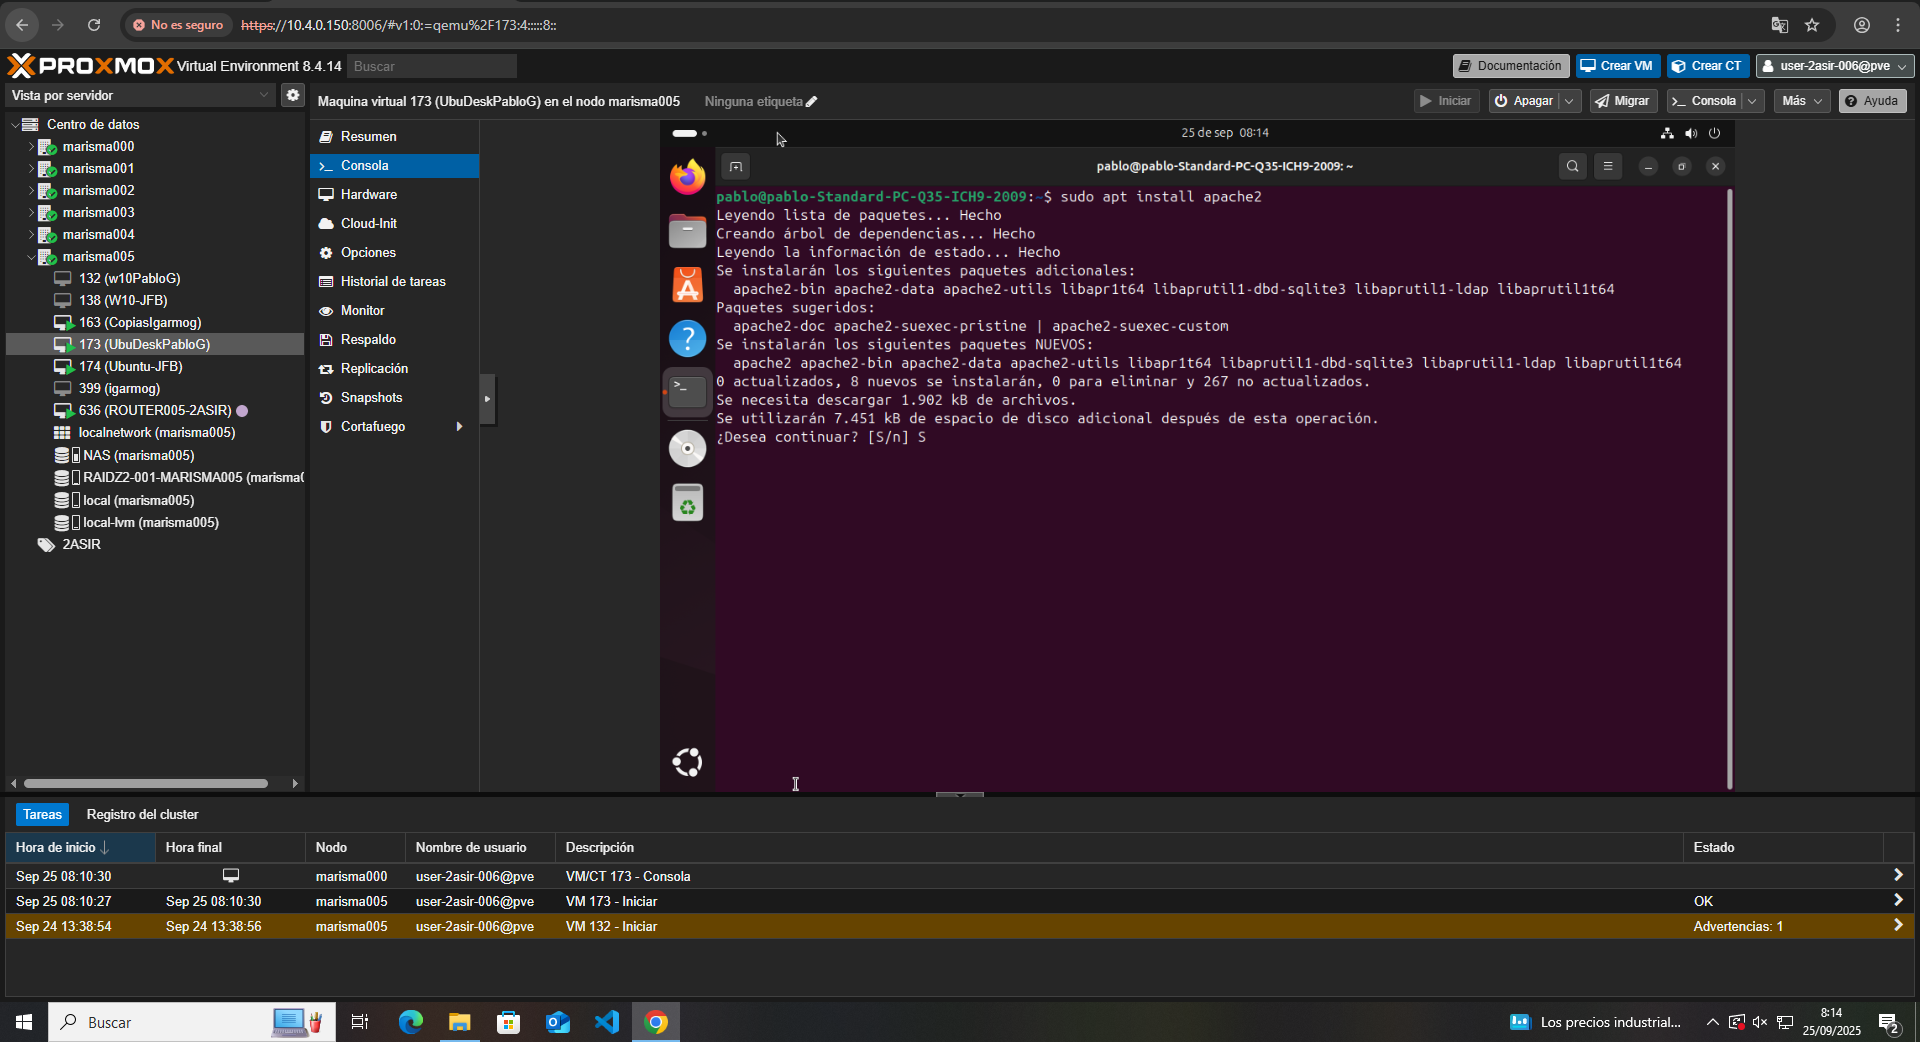 No es seguro https://10.4.0.150:8006/#v1:0:=qemu%2F173:4:::::8::
PROXMOX Virtual Environment 8.4.14 Buscar
Documentación Crear VM Crear CT user-2asir-006@pve
Vista por servidor
Maquina virtual 173 (UbuDeskPabloG) en el nodo marisma005 Ninguna etiqueta
Iniciar Apagar Migrar Consola Más Ayuda
Centro de datos
marisma000
marisma001
marisma002
marisma003
marisma004
marisma005
132 (w10PabloG)
138 (W10-JFB)
163 (CopiasIgarmog)
173 (UbuDeskPabloG)
174 (Ubuntu-JFB)
399 (igarmog)
636 (ROUTER005-2ASIR)
localnetwork (marisma005)
NAS (marisma005)
RAIDZ2-001-MARISMA005 (marisma0
local (marisma005)
local-lvm (marisma005)
2ASIR
Resumen
Consola
Hardware
Cloud-Init
Opciones
Historial de tareas
Monitor
Respaldo
Replicación
Snapshots
Cortafuego
25 de sep 08:14
pablo@pablo-Standard-PC-Q35-ICH9-2009: ~
pablo@pablo-Standard-PC-Q35-ICH9-2009:~$ sudo apt install apache2
Leyendo lista de paquetes... Hecho
Creando árbol de dependencias... Hecho
Leyendo la información de estado... Hecho
Se instalarán los siguientes paquetes adicionales:
apache2-bin apache2-data apache2-utils libapr1t64 libaprutil1-dbd-sqlite3 libaprutil1-ldap libaprutil1t64
Paquetes sugeridos:
apache2-doc apache2-suexec-pristine | apache2-suexec-custom
Se instalarán los siguientes paquetes NUEVOS:
apache2 apache2-bin apache2-data apache2-utils libapr1t64 libaprutil1-dbd-sqlite3 libaprutil1-ldap libaprutil1t64
0 actualizados, 8 nuevos se instalarán, 0 para eliminar y 267 no actualizados.
Se necesita descargar 1.902 kB de archivos.
Se utilizarán 7.451 kB de espacio de disco adicional después de esta operación.
¿Desea continuar? [S/n] S
Tareas Registro del cluster
Hora de inicio Hora final Nodo Nombre de usuario Descripción Estado
Sep 25 08:10:30 marisma000 user-2asir-006@pve VM/CT 173 - Consola
Sep 25 08:10:27 Sep 25 08:10:30 marisma005 user-2asir-006@pve VM 173 - Iniciar OK
Sep 24 13:38:54 Sep 24 13:38:56 marisma005 user-2asir-006@pve VM 132 - Iniciar Advertencias: 1
Buscar
Los precios industrial...
8:14
25/09/2025
2